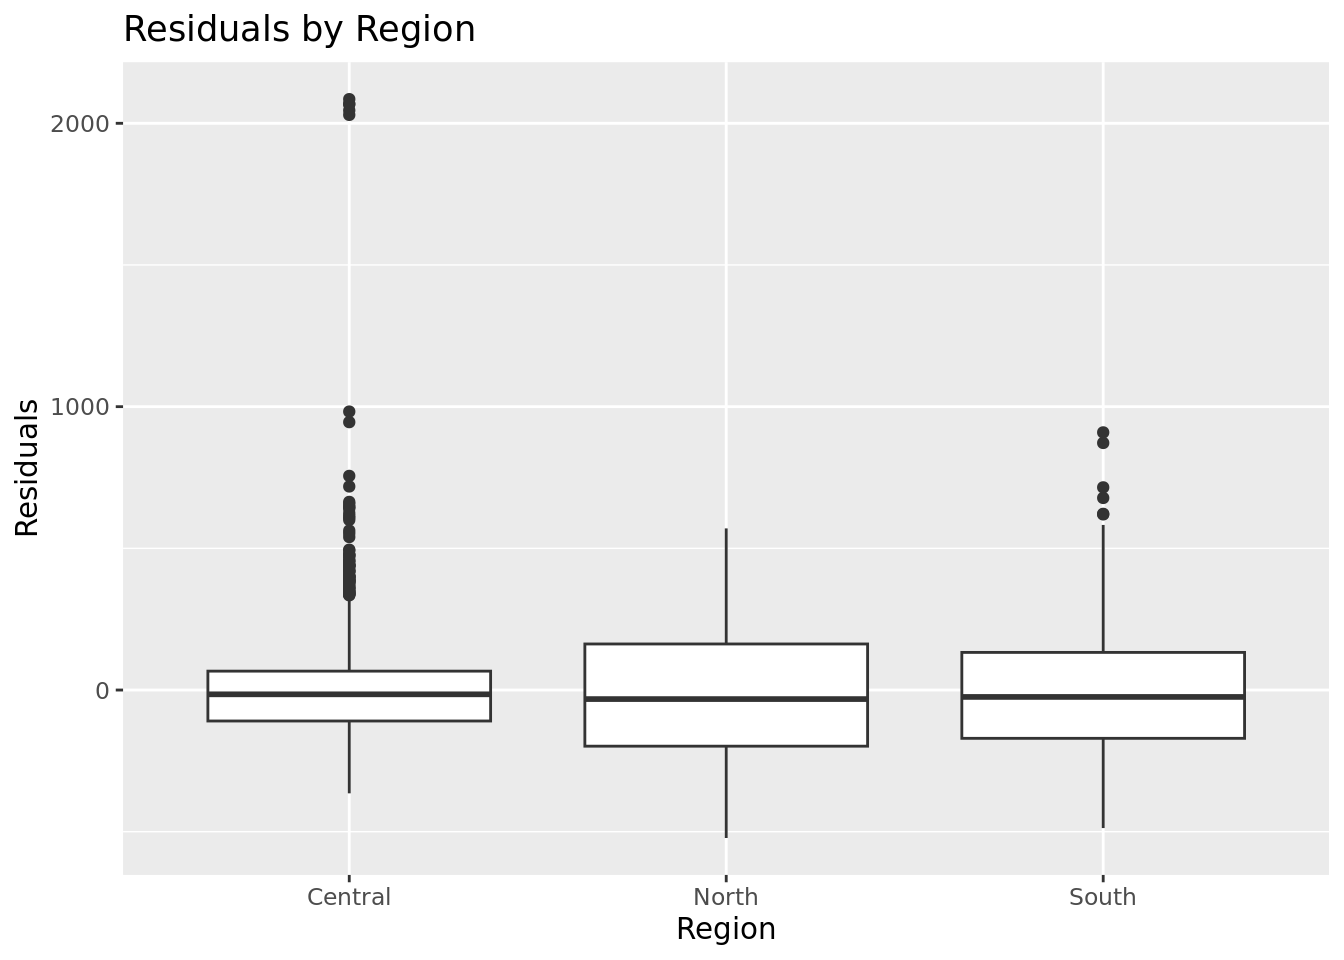 Residuals by Region
Residuals
2000
1000
0
Central North South
Region